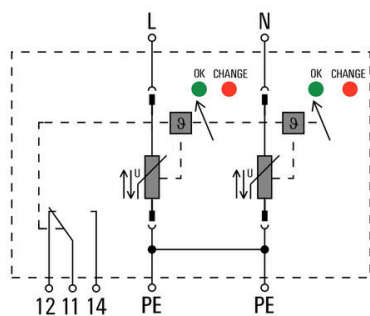 L N
OK CHANGE OK CHANGE
ϑ ϑ
U U
12 11 14 PE PE